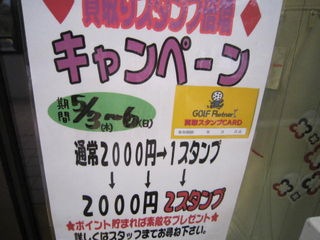 買取りスタンプ倍増
キャンペーン
期間 5/3(木)〜6(日)
GOLF Partner
買取スタンプCARD
通常2000円→1スタンプ
↓ ↓ ↓
2000円 2スタンプ
★ポイント貯まれば素敵なプレゼント★
詳しくはスタッフまでお尋ね下さい。